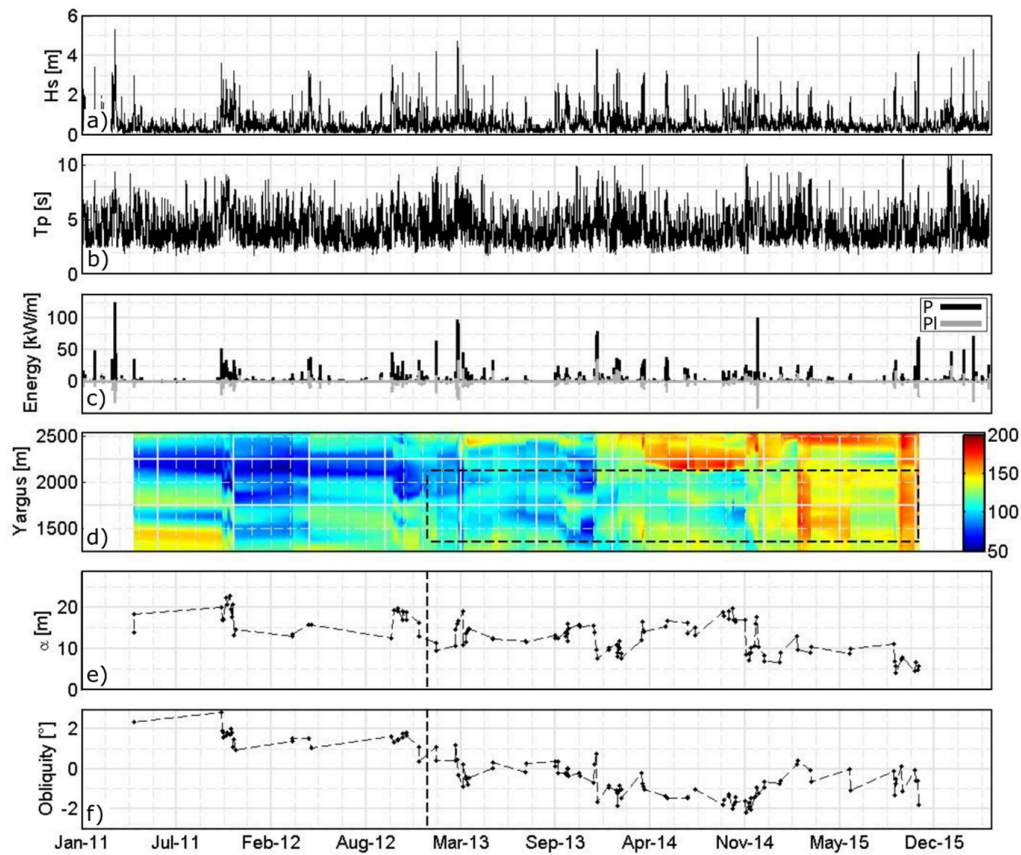 6
4
2
0
Hs [m]
a)
10
5
0
Tp [s]
b)
100
50
0
Energy [kW/m]
c)
P
Pl
2500
2000
1500
Yargus [m]
d)
200
150
100
50
20
10
0
α [m]
e)
2
0
-2
Obliquity [°]
f)
Jan-11 Jul-11 Feb-12 Aug-12 Mar-13 Sep-13 Apr-14 Nov-14 May-15 Dec-15